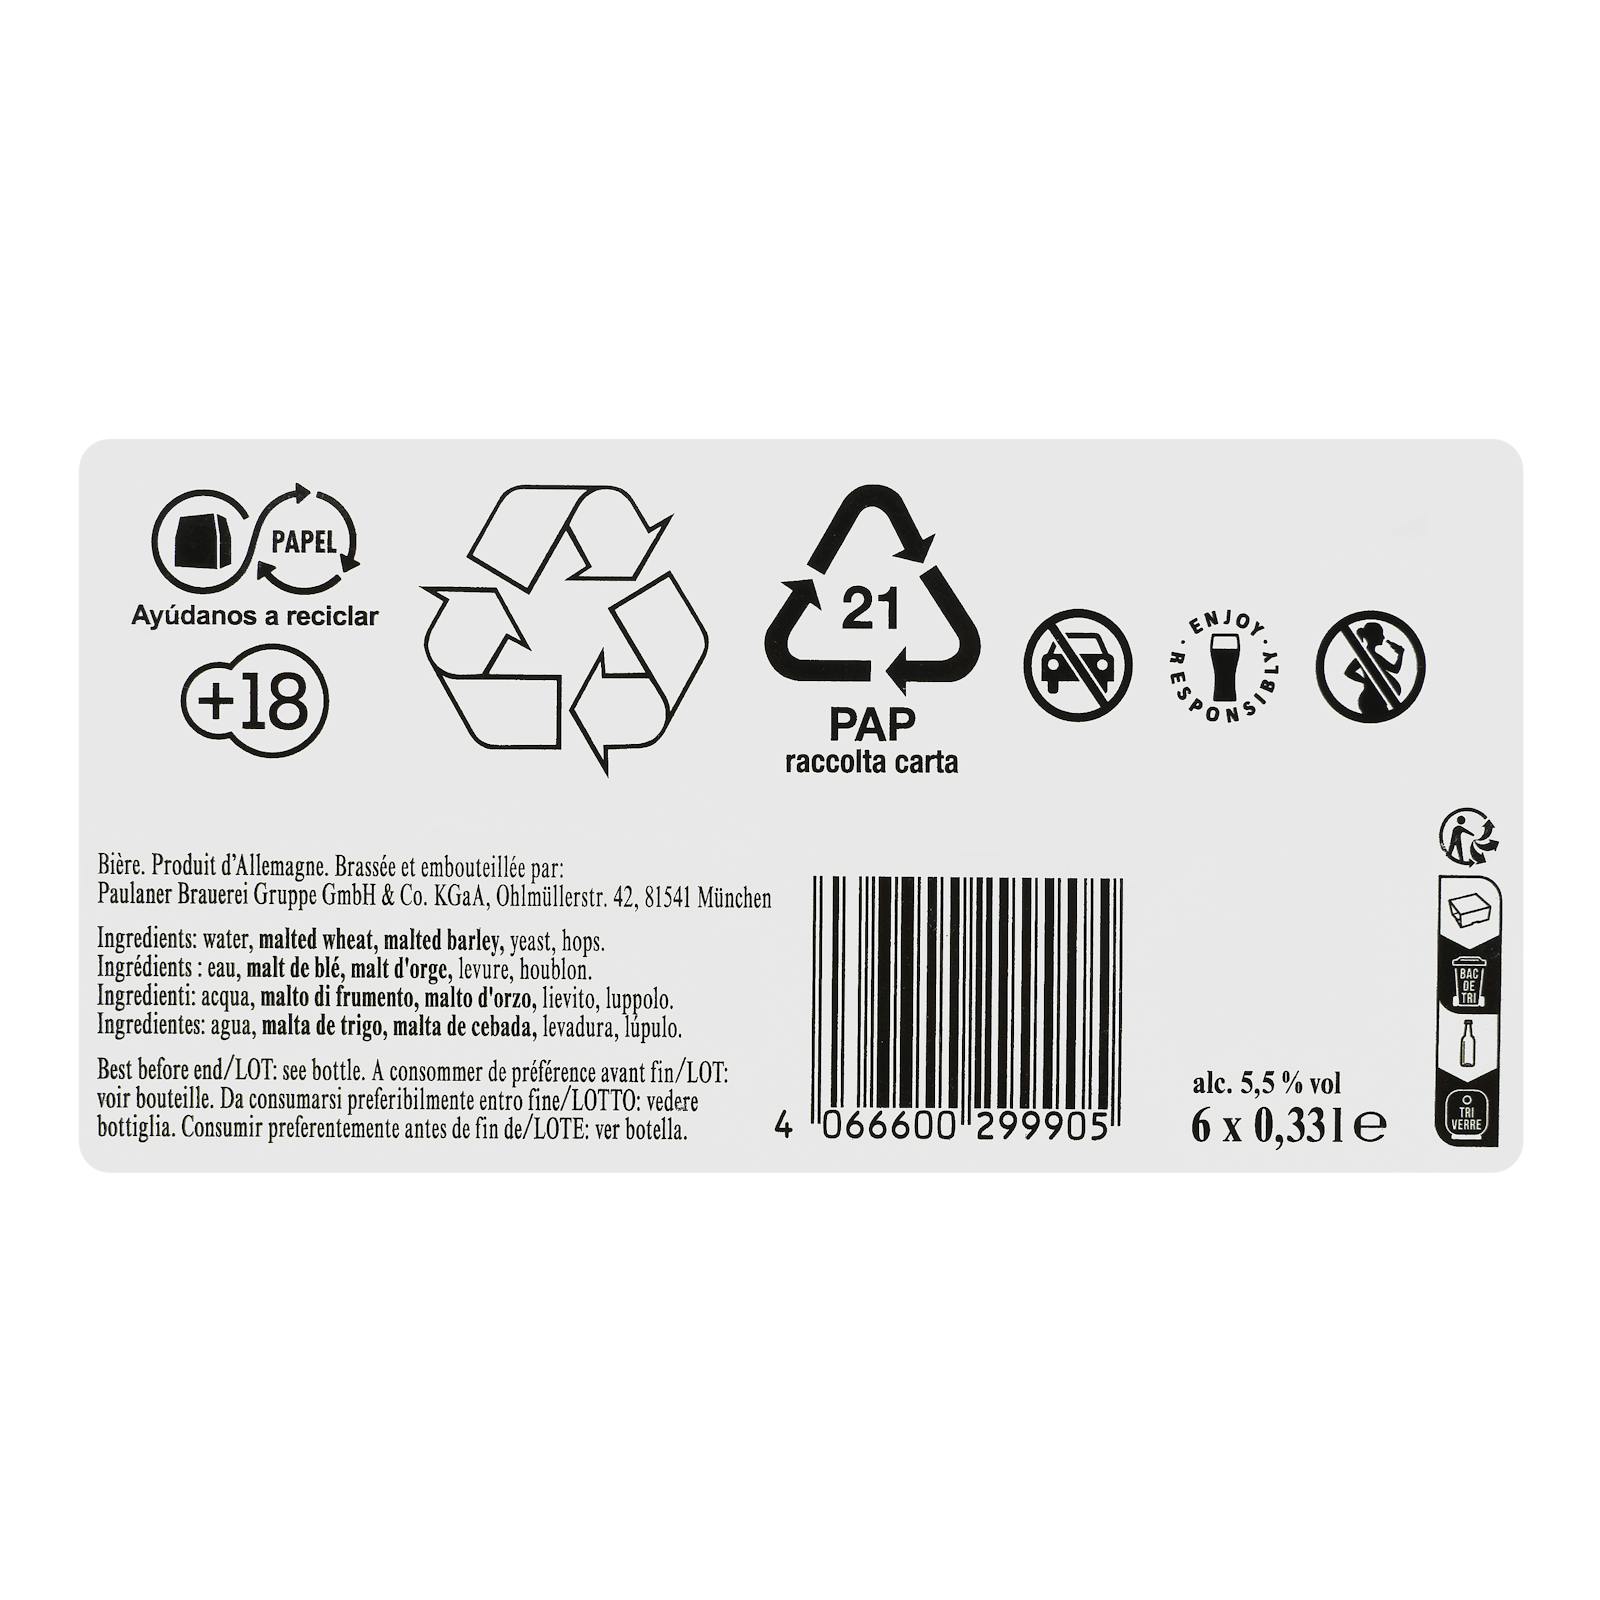 PAPEL
Ayúdanos a reciclar
+18
21
PAP
raccolta carta
ENJOY
RESPONSIBLY
Bière. Produit d'Allemagne. Brassée et embouteillée par:
Paulaner Brauerei Gruppe GmbH & Co. KGaA, Ohlmüllerstr. 42, 81541 München
Ingredients: water, malted wheat, malted barley, yeast, hops.
Ingrédients : eau, malt de blé, malt d'orge, levure, houblon.
Ingredienti: acqua, malto di frumento, malto d'orzo, lievito, luppolo.
Ingredientes: agua, malta de trigo, malta de cebada, levadura, lúpulo.
Best before end/LOT: see bottle. A consommer de préférence avant fin/LOT:
voir bouteille. Da consumarsi preferibilmente entro fine/LOTTO: vedere
bottiglia. Consumir preferentemente antes de fin de/LOTE: ver botella.
4 066600 299905
alc. 5,5 % vol
6 x 0,33 l e
BAC
DE
TRI
TRI
VERRE